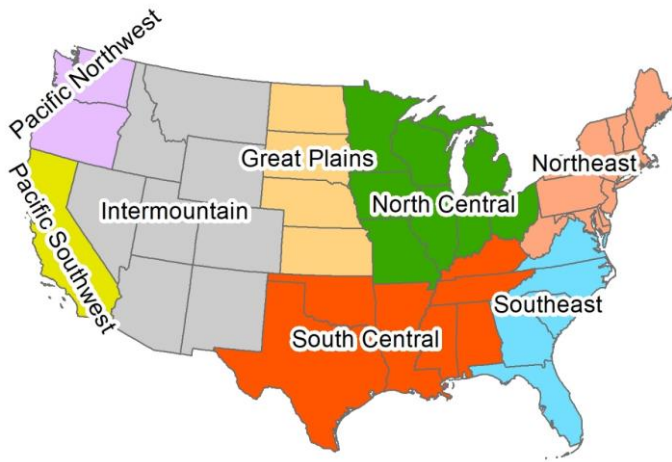 Pacific Northwest
Great Plains
Northeast
North Central
Intermountain
Pacific Southwest
Southeast
South Central